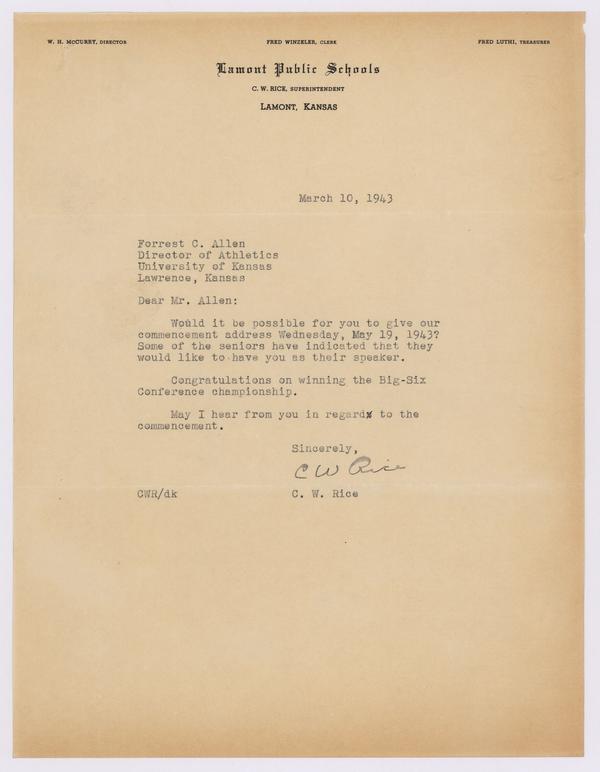 W. H. McCURRY, DIRECTOR
FRED WINZELER, CLERK
FRED LUTHI, TREASURER
Lamont Public Schools
C. W. RICE, SUPERINTENDENT
LAMONT, KANSAS
March 10, 1943
Forrest C. Allen
Director of Athletics
University of Kansas
Lawrence, Kansas
Dear Mr. Allen:
Would it be possible for you to give our
commencement address Wednesday, May 19, 1943?
Some of the seniors have indicated that they
would like to have you as their speaker.
Congratulations on winning the Big-Six
Conference championship.
May I hear from you in regard to the
commencement.
Sincerely,
C W Rice
CWR/dk C. W. Rice